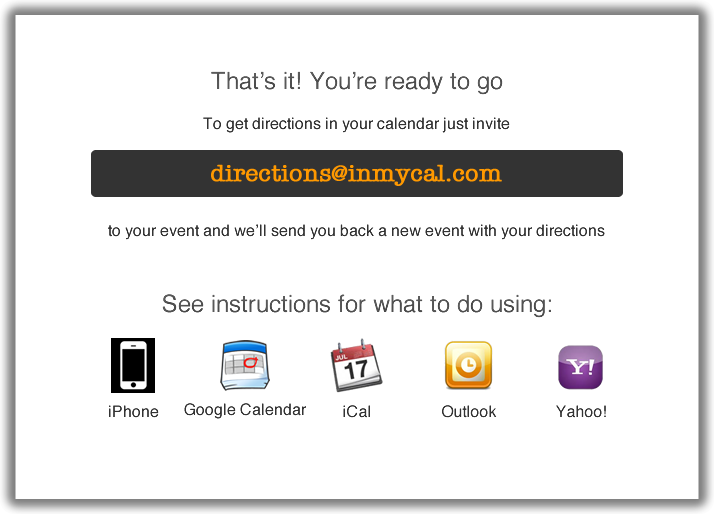 That's it! You're ready to go
To get directions in your calendar just invite
directions@inmycal.com
to your event and we'll send you back a new event with your directions
See instructions for what to do using:
JUL
17
Y!
iPhone
Google Calendar
iCal
Outlook
Yahoo!